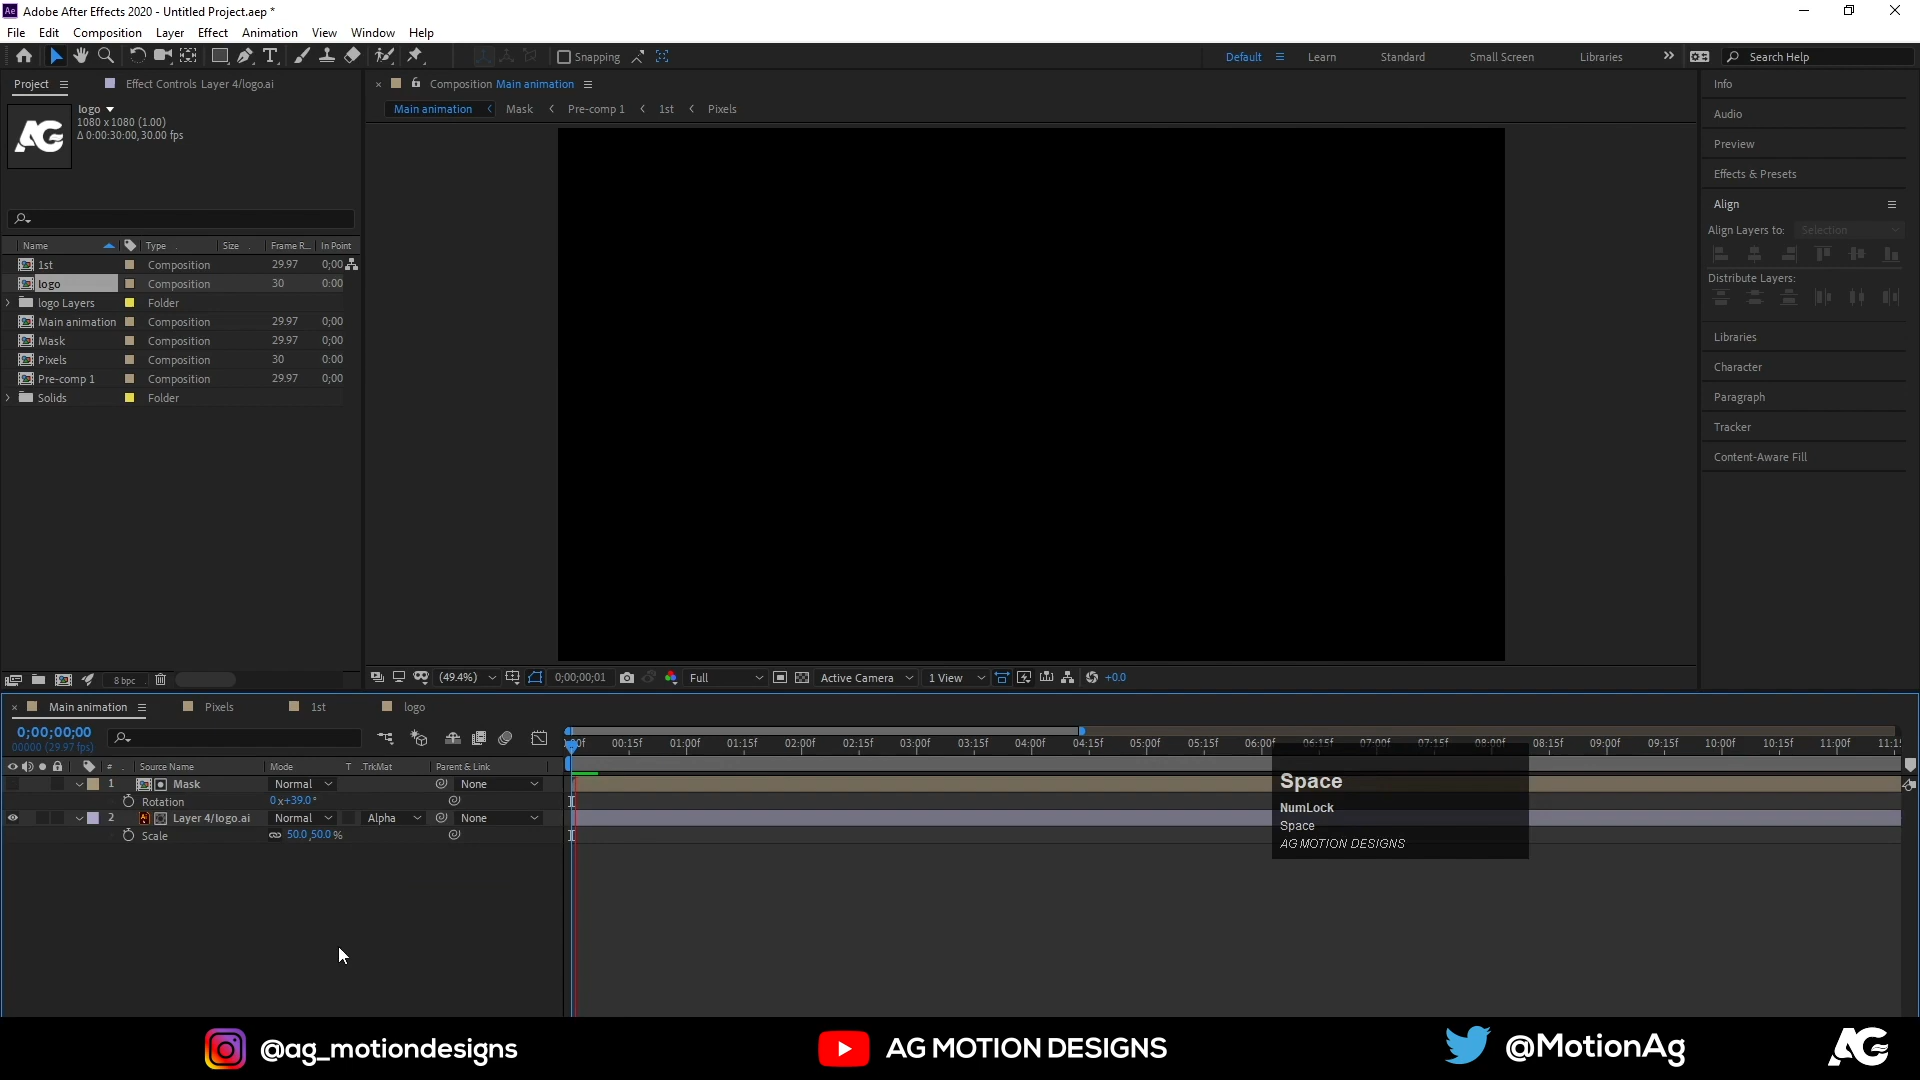 Ae Adobe After Effects 2020 - Untitled Project.aep *
File Edit Composition Layer Effect Animation View Window Help
Snapping
Default Learn Standard Small Screen Libraries Search Help
Project Effect Controls Layer 4/logo.ai
Composition Main animation
Main animation Mask Pre-comp 1 1st Pixels
AG
logo
1080 x 1080 (1.00)
Δ 0:00:30:00, 30.00 fps
Name Type Size Frame R... In Point
1st Composition 29.97 0;00
logo Composition 30 0:00
logo Layers Folder
Main animation Composition 29.97 0;00
Mask Composition 29.97 0;00
Pixels Composition 30 0:00
Pre-comp 1 Composition 29.97 0;00
Solids Folder
Info
Audio
Preview
Effects & Presets
Align
Align Layers to: Selection
Distribute Layers:
Libraries
Character
Paragraph
Tracker
Content-Aware Fill
8 bpc
(49.4%) 0;00;00;01 Full Active Camera 1 View +0.0
Main animation Pixels 1st logo
0;00;00;00
00000 (29.97 fps)
00:15f 01:00f 01:15f 02:00f 02:15f 03:00f 03:15f 04:00f 04:15f 05:00f 05:15f 06:00f 06:15f 07:00f 07:15f 08:00f 08:15f 09:00f 09:15f 10:00f 10:15f 11:00f
# Source Name Mode T .TrkMat Parent & Link
1 Mask Normal None
Rotation 0x+39.0°
2 Layer 4/logo.ai Normal Alpha None
Scale 50.0,50.0%
Space
NumLock
Space
AG MOTION DESIGNS
@ag_motiondesigns AG MOTION DESIGNS @MotionAg AG